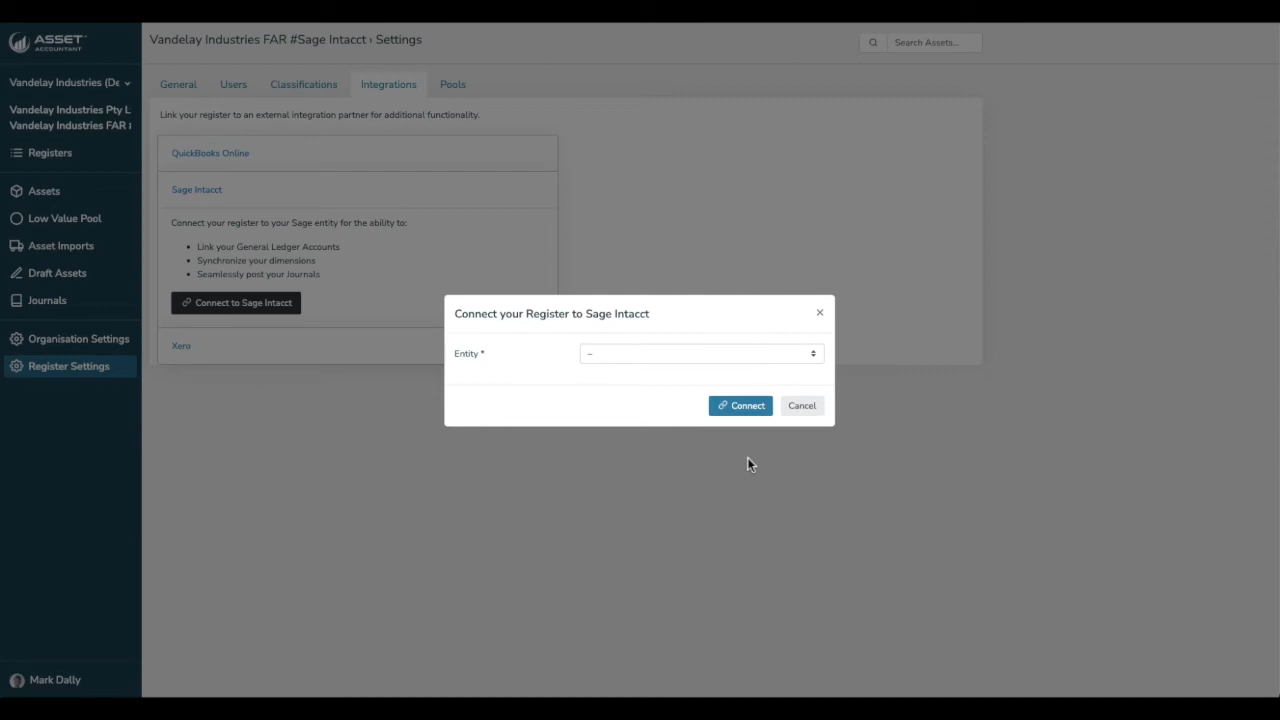 ASSET
ACCOUNTANT
Vandelay Industries FAR #Sage Intacct › Settings
Search Assets...
Vandelay Industries (De
Vandelay Industries Pty L
Vandelay Industries FAR
Registers
Assets
Low Value Pool
Asset Imports
Draft Assets
Journals
Organisation Settings
Register Settings
Mark Dally
General Users Classifications Integrations Pools
Link your register to an external integration partner for additional functionality.
QuickBooks Online
Sage Intacct
Connect your register to your Sage entity for the ability to:
• Link your General Ledger Accounts
• Synchronize your dimensions
• Seamlessly post your Journals
Connect to Sage Intacct
Xero
Connect your Register to Sage Intacct ×
Entity * –
Connect Cancel